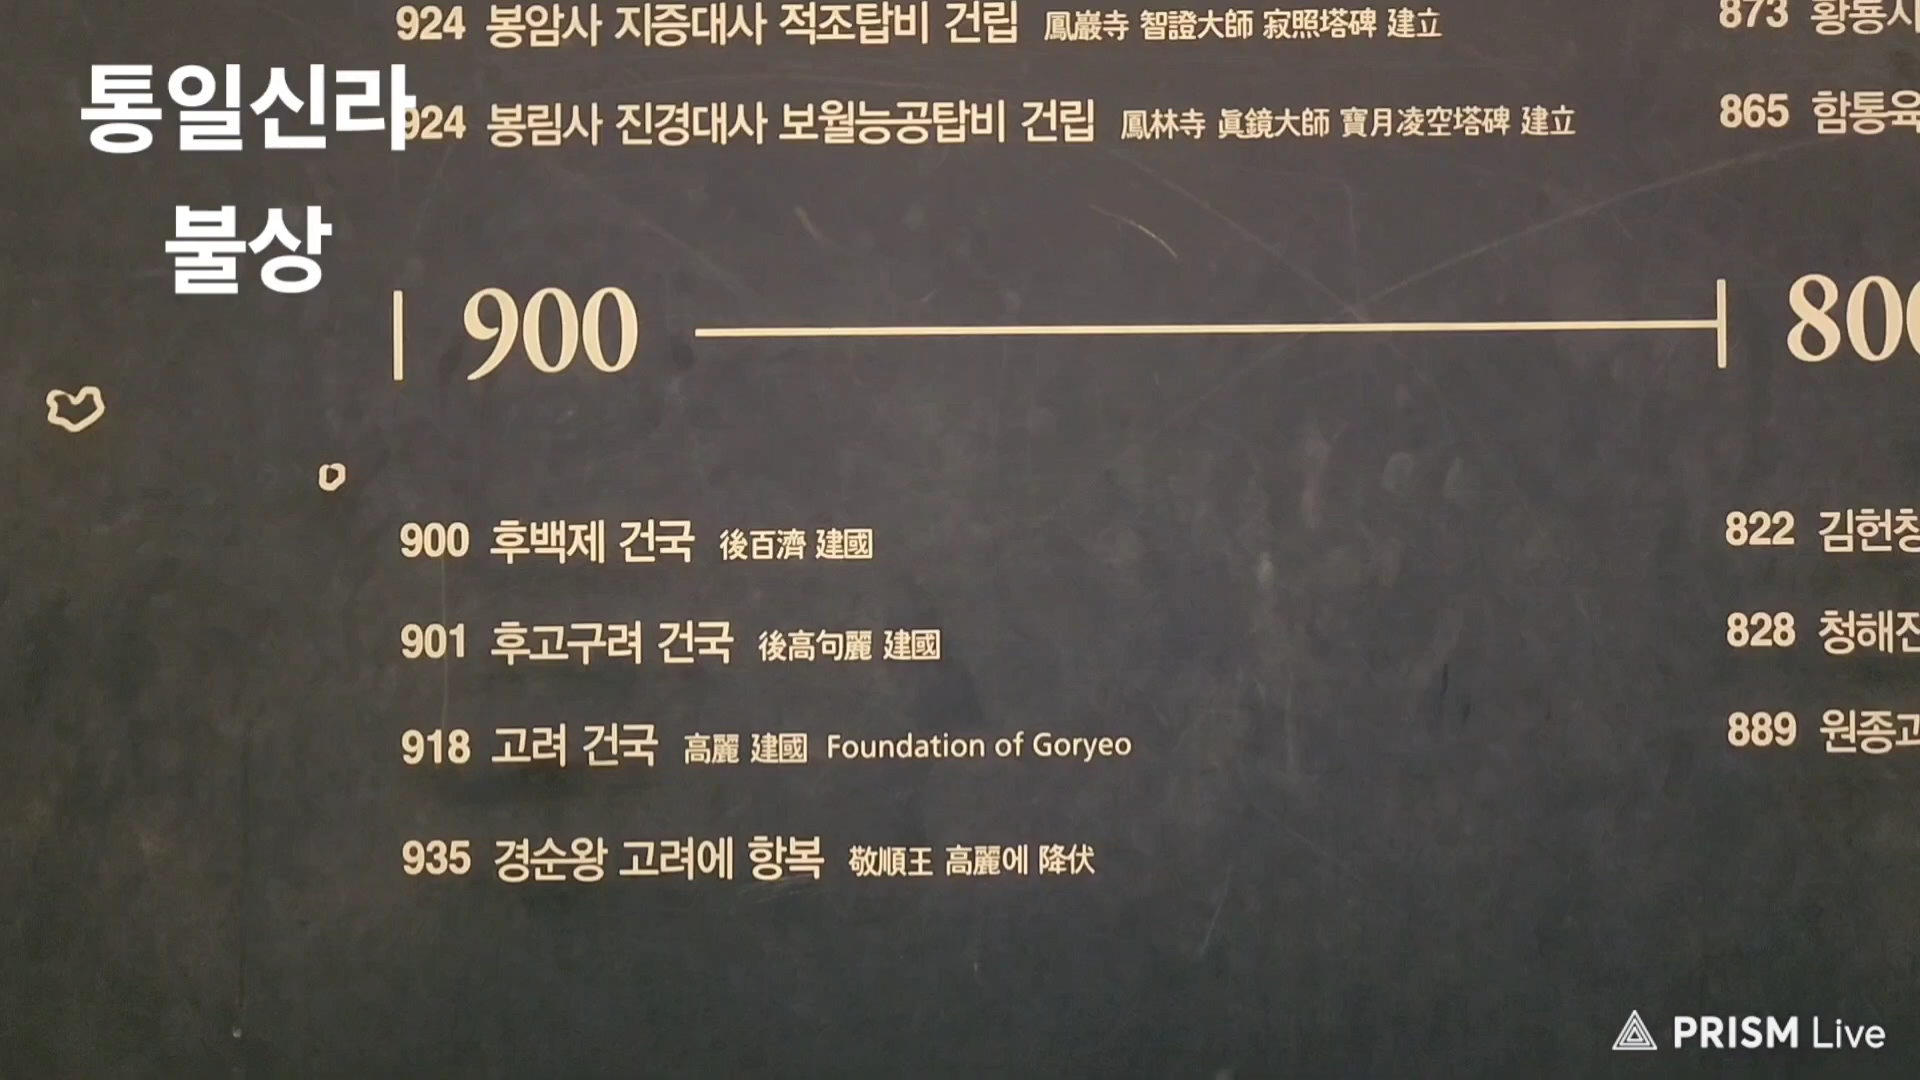 924 봉암사 지증대사 적조탑비 건립 鳳巖寺 智證大師 寂照塔碑 建立
924 봉림사 진경대사 보월능공탑비 건립 鳳林寺 眞鏡大師 寶月凌空塔碑 建立
통일신라
불상
900
900 후백제 건국 後百濟 建國
901 후고구려 건국 後高句麗 建國
918 고려 건국 高麗 建國 Foundation of Goryeo
935 경순왕 고려에 항복 敬順王 高麗에 降伏
873
865
800
822
828
889
PRISM Live